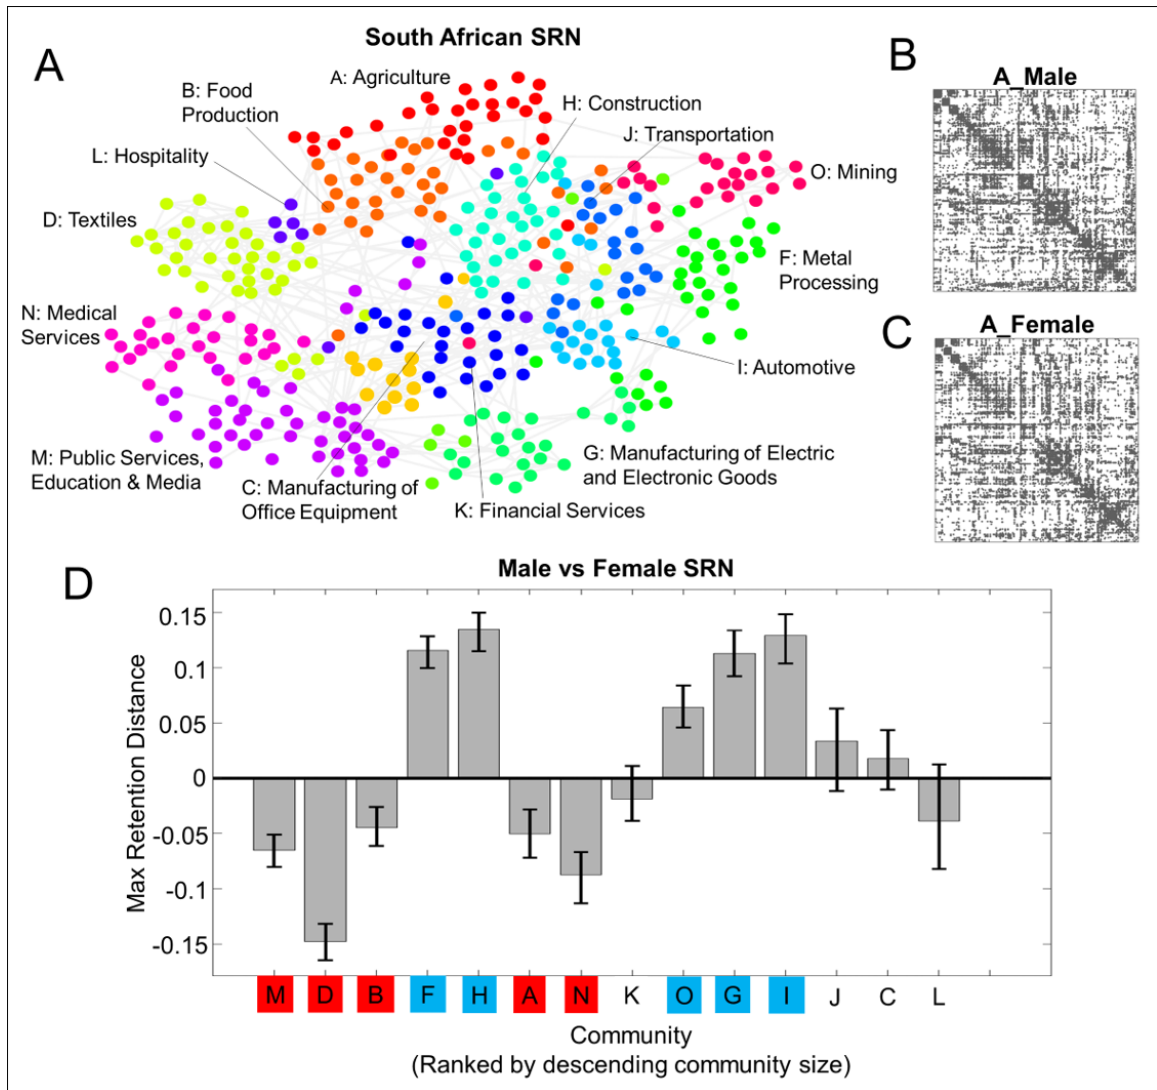 South African SRN
A
B
A_Male
A: Agriculture
B: Food
Production
H: Construction
J: Transportation
L: Hospitality
O: Mining
D: Textiles
F: Metal
Processing
N: Medical
Services
C
A_Female
I: Automotive
M: Public Services,
Education & Media
C: Manufacturing of
Office Equipment
G: Manufacturing of Electric
and Electronic Goods
K: Financial Services
D
Male vs Female SRN
Max Retention Distance
0.15
0.1
0.05
0
-0.05
-0.1
-0.15
M D B F H A N K O G I J C L
Community
(Ranked by descending community size)